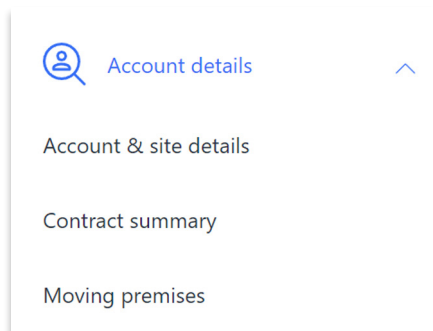 Account details
Account & site details
Contract summary
Moving premises